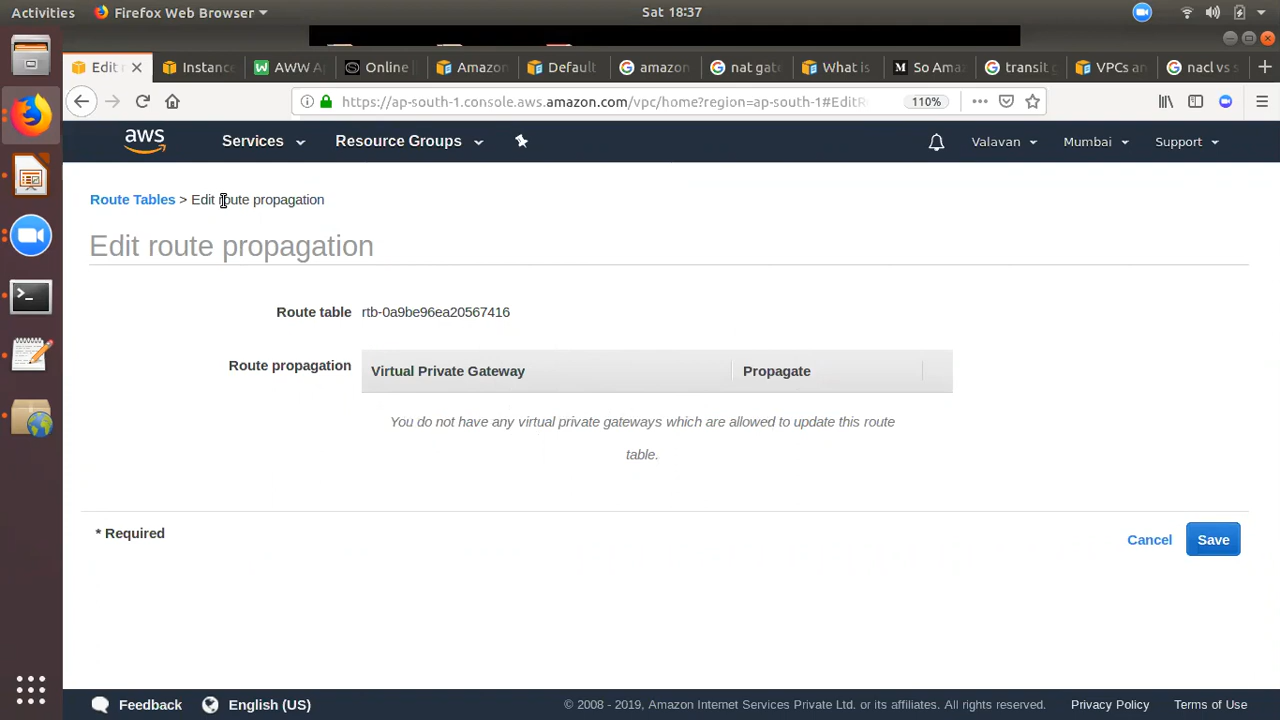 Activities
Firefox Web Browser
Sat 18:37
Edit r
Instance
AWW A
Online |
Amazon
Default
amazon
nat gate
What is
So Ama
transit g
VPCs an
nacl vs s
https://ap-south-1.console.aws.amazon.com/vpc/home?region=ap-south-1#EditR
110%
aws
Services
Resource Groups
Valavan
Mumbai
Support
Route Tables > Edit route propagation
Edit route propagation
Route table
rtb-0a9be96ea20567416
Route propagation
Virtual Private Gateway
Propagate
You do not have any virtual private gateways which are allowed to update this route
table.
* Required
Cancel
Save
Feedback
English (US)
© 2008 - 2019, Amazon Internet Services Private Ltd. or its affiliates. All rights reserved.
Privacy Policy
Terms of Use